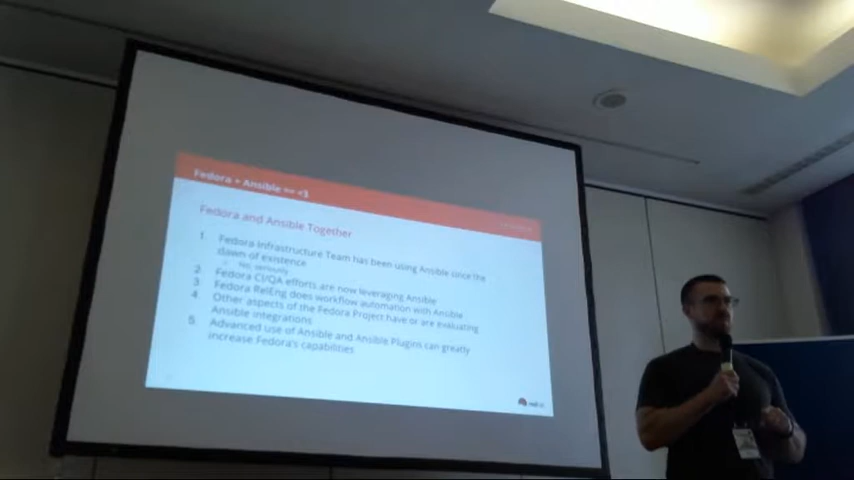 Fedora + Ansible == <3
Fedora and Ansible Together
1. Fedora Infrastructure Team has been using Ansible since the
dawn of existence
○ Yes, seriously
2. Fedora CI/QA efforts are now leveraging Ansible
3. Fedora RelEng does workflow automation with Ansible
4. Other aspects of the Fedora Project have or are evaluating
Ansible integrations
5. Advanced use of Ansible and Ansible Plugins can greatly
increase Fedora's capabilities
redhat